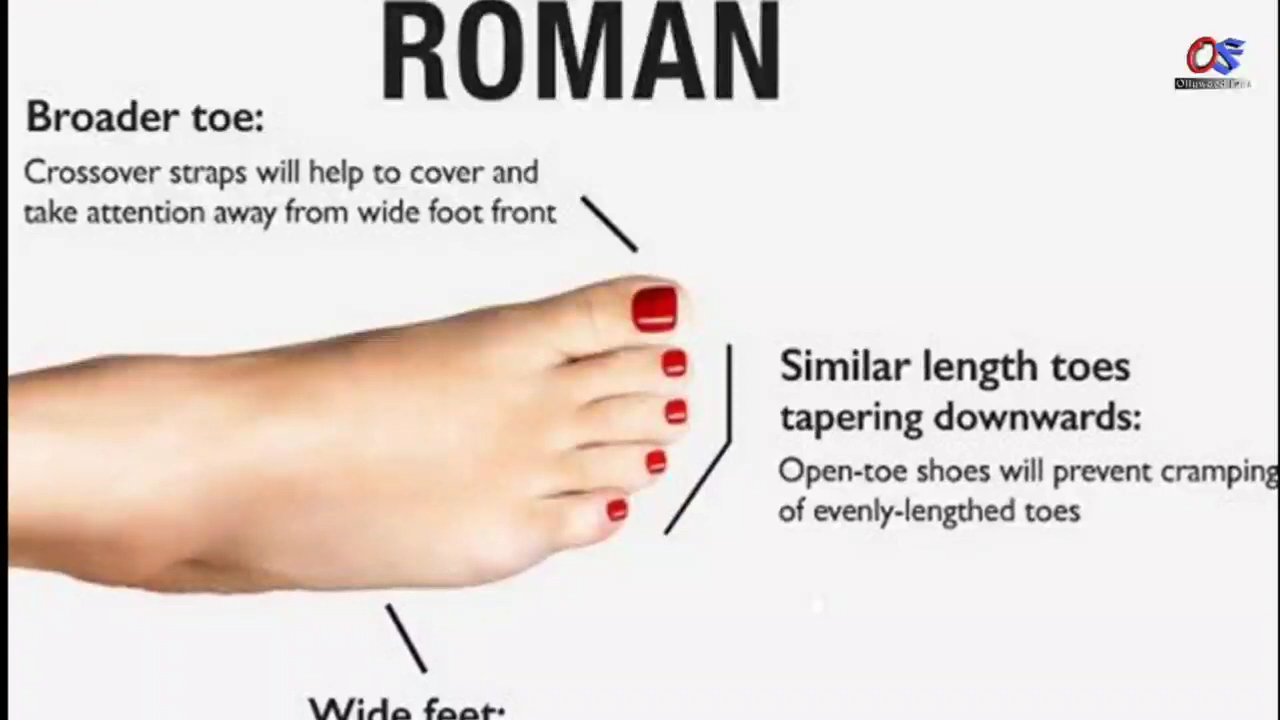 ROMAN
OF
Broader toe:
Crossover straps will help to cover and
take attention away from wide foot front
Similar length toes
tapering downwards:
Open-toe shoes will prevent cramping
of evenly-lengthed toes
Wide feet: